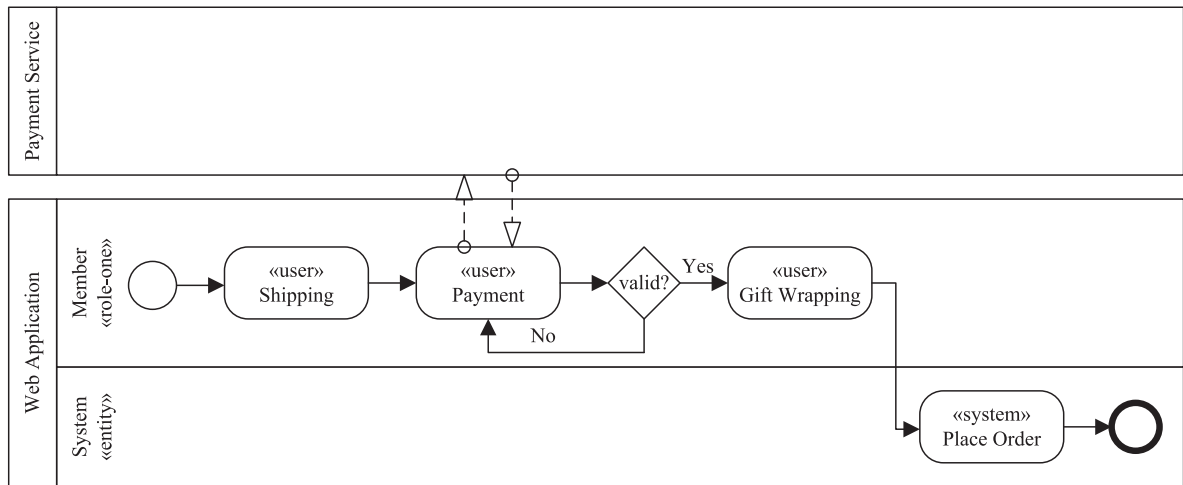 Payment Service
Web Application
Member
«role-one»
«user»
Shipping
«user»
Payment
valid?
Yes
No
«user»
Gift Wrapping
System
«entity»
«system»
Place Order